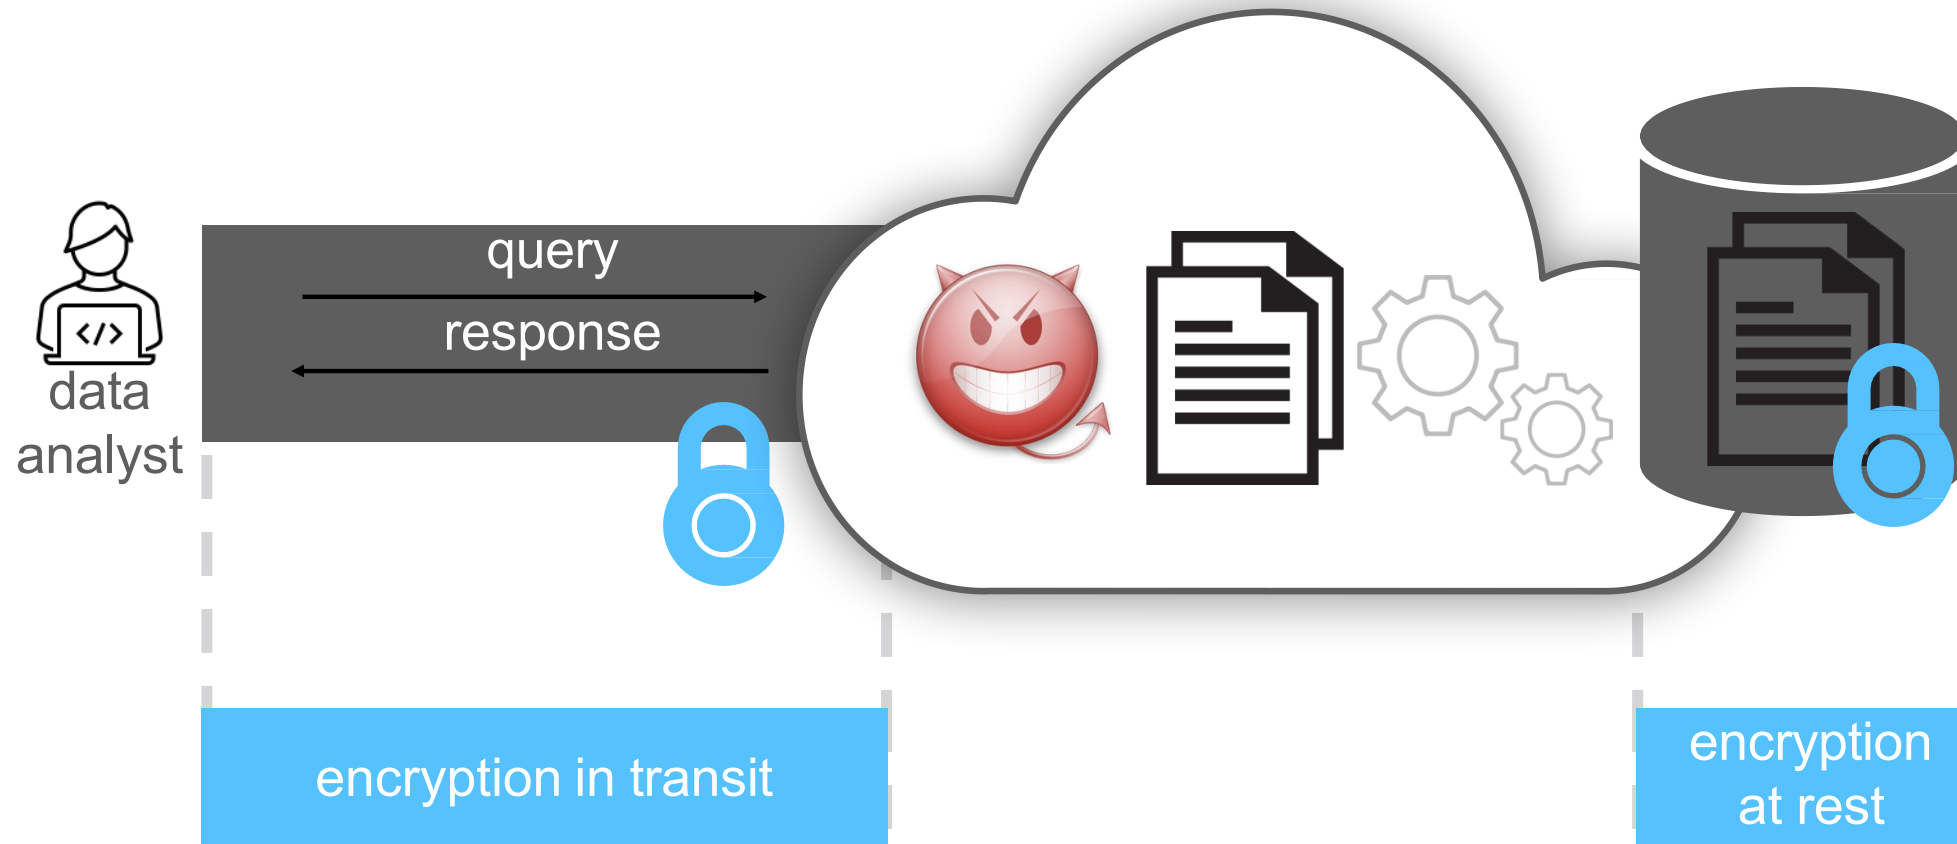 query
response
</>
data
analyst
encryption in transit
encryption
at rest